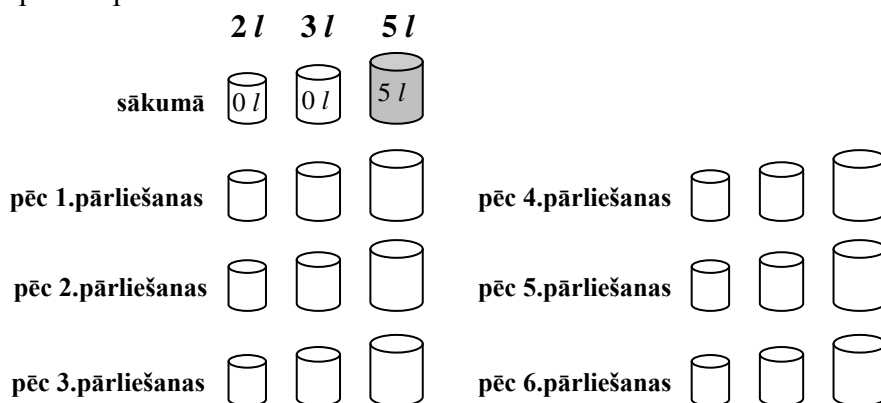 2 l 3 l 5 l
sākumā 0 l 0 l 5 l
pēc 1.pārliešanas pēc 4.pārliešanas
pēc 2.pārliešanas pēc 5.pārliešanas
pēc 3.pārliešanas pēc 6.pārliešanas